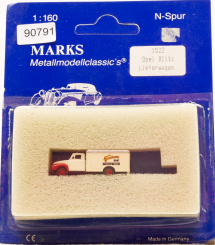 1:160
N-Spur
90791
MARKS
Metallmodellclassic's®
Opel Blitz
Lieferwagen
CE
Made in Germany